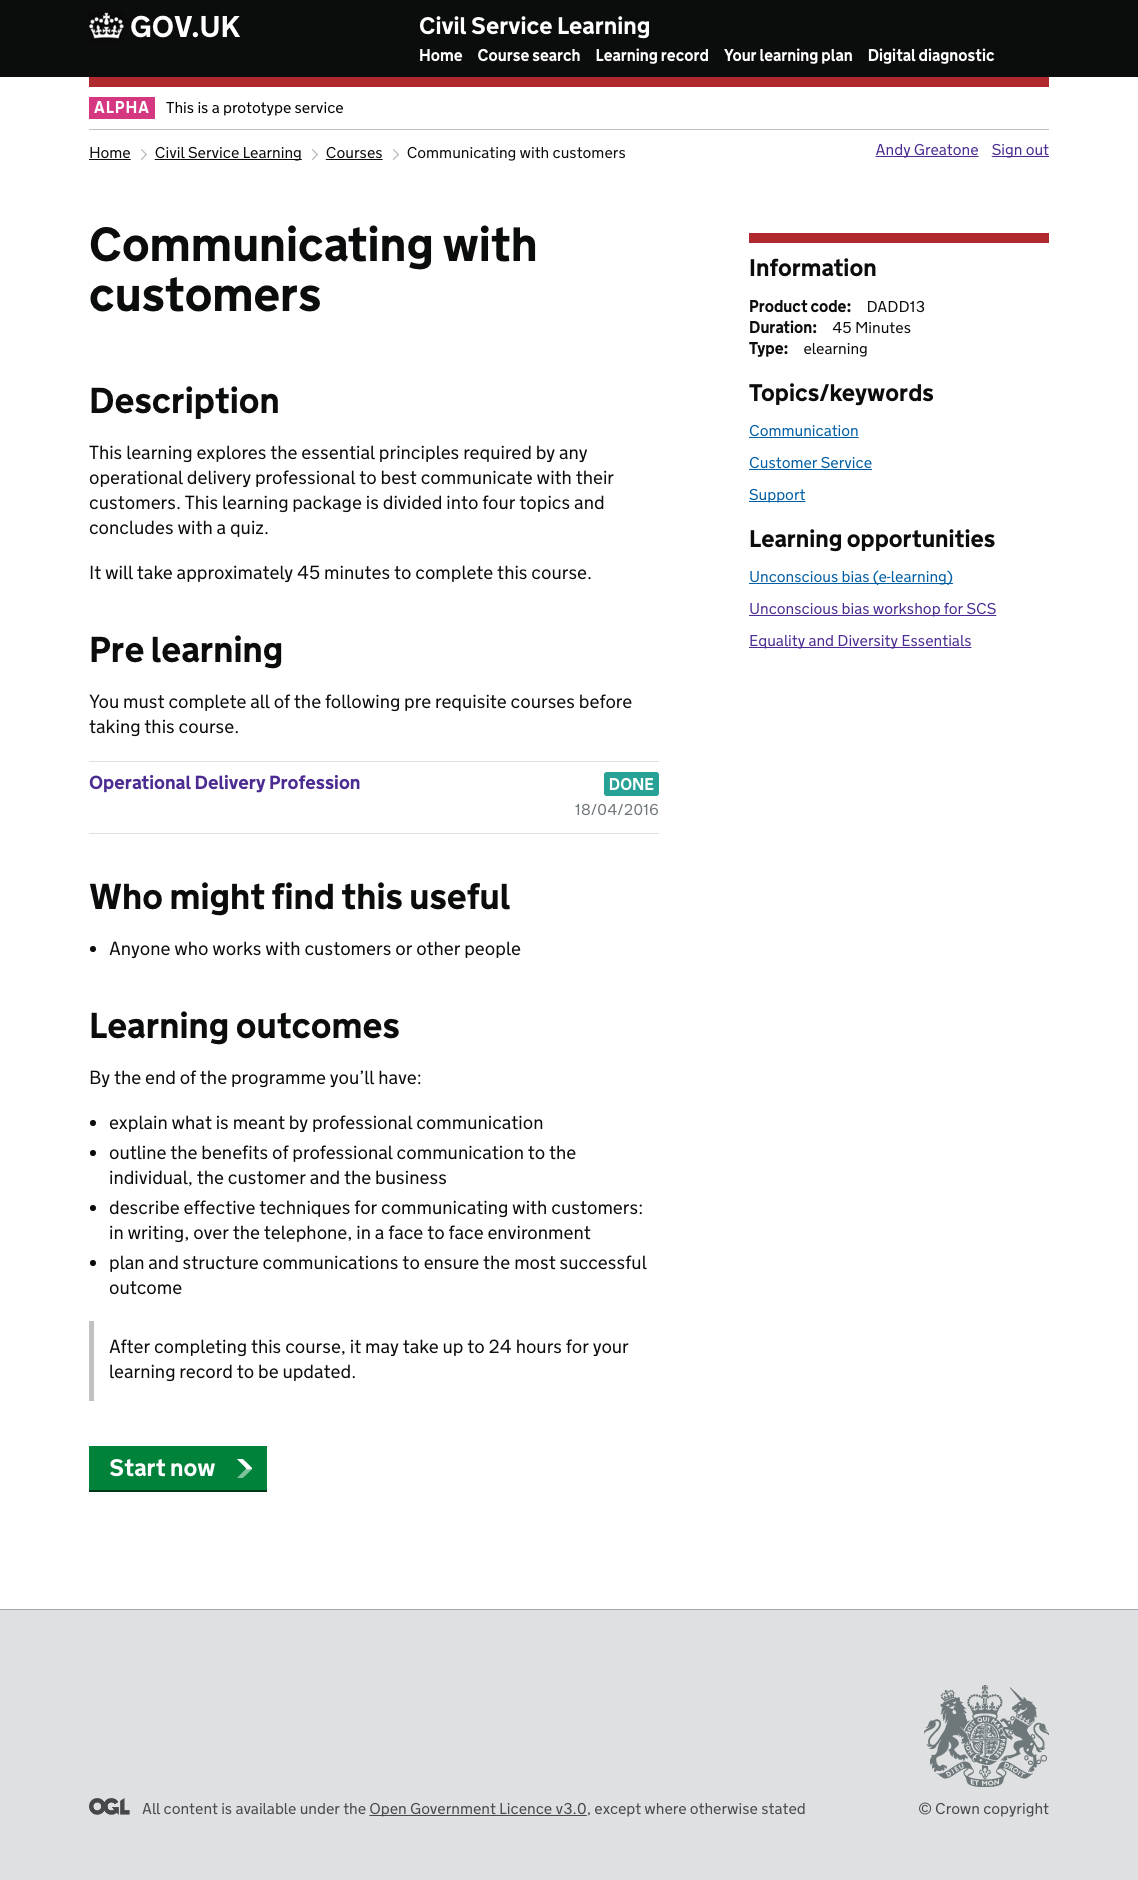 GOV.UK
Civil Service Learning
Home Course search Learning record Your learning plan Digital diagnostic
ALPHA This is a prototype service
Home Civil Service Learning Courses Communicating with customers
Andy Greatone Sign out
Communicating with
customers
Description
This learning explores the essential principles required by any
operational delivery professional to best communicate with their
customers. This learning package is divided into four topics and
concludes with a quiz.
It will take approximately 45 minutes to complete this course.
Pre learning
You must complete all of the following pre requisite courses before
taking this course.
Operational Delivery Profession DONE
18/04/2016
Who might find this useful
• Anyone who works with customers or other people
Learning outcomes
By the end of the programme you’ll have:
• explain what is meant by professional communication
• outline the benefits of professional communication to the
individual, the customer and the business
• describe effective techniques for communicating with customers:
in writing, over the telephone, in a face to face environment
• plan and structure communications to ensure the most successful
outcome
After completing this course, it may take up to 24 hours for your
learning record to be updated.
Start now
Information
Product code: DADD13
Duration: 45 Minutes
Type: elearning
Topics/keywords
Communication
Customer Service
Support
Learning opportunities
Unconscious bias (e-learning)
Unconscious bias workshop for SCS
Equality and Diversity Essentials
DIEU ET MON DROIT
OGL All content is available under the Open Government Licence v3.0, except where otherwise stated
© Crown copyright